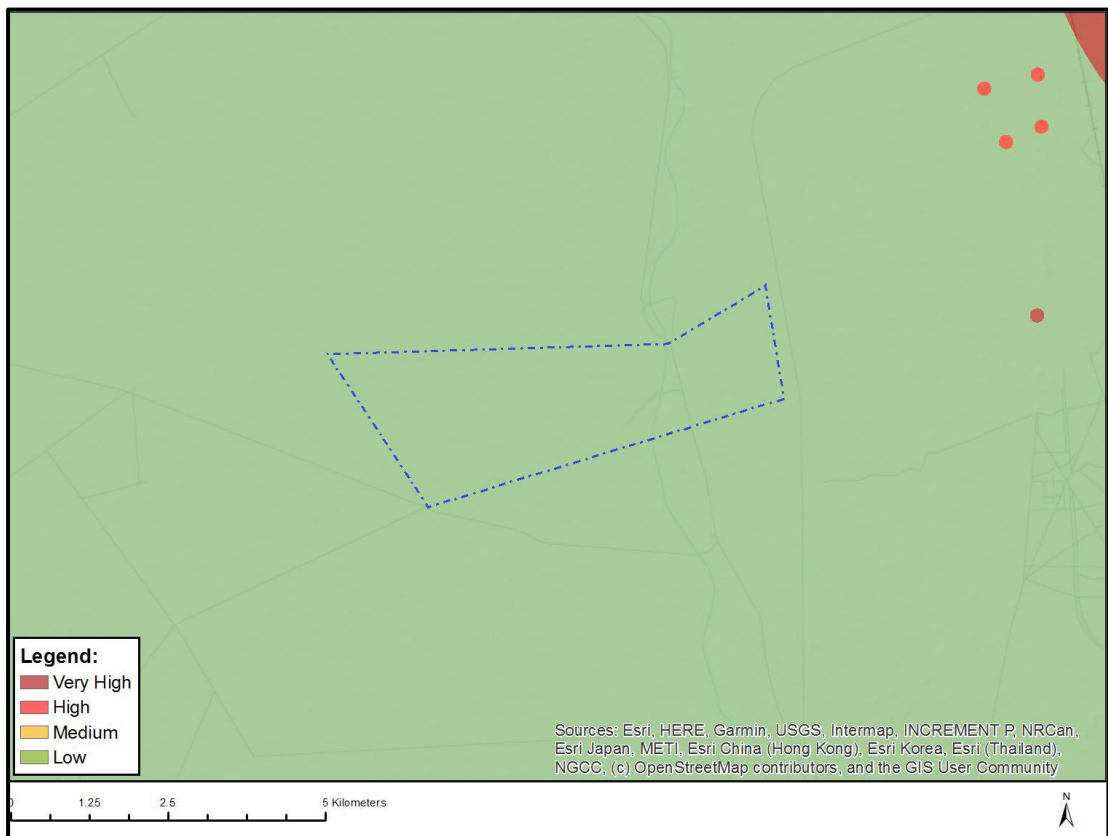 Legend:
Very High
High
Medium
Low
Sources: Esri, HERE, Garmin, USGS, Intermap, INCREMENT P, NRCan,
Esri Japan, METI, Esri China (Hong Kong), Esri Korea, Esri (Thailand),
NGCC, (c) OpenStreetMap contributors, and the GIS User Community
0 1.25 2.5 5 Kilometers
N